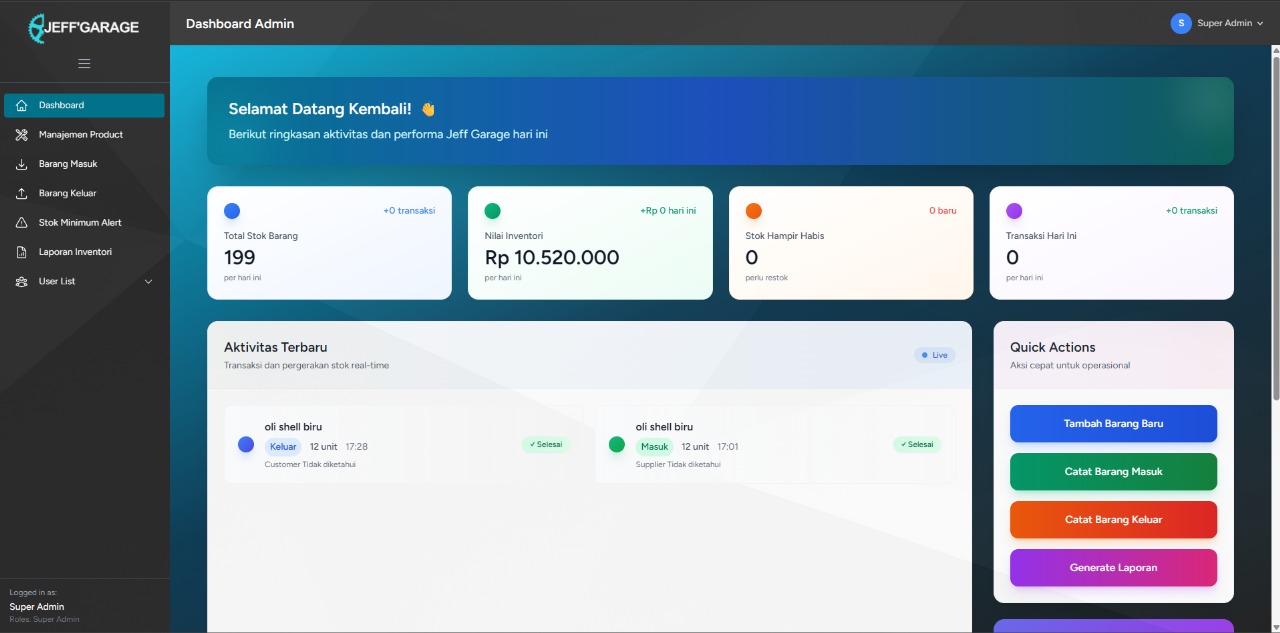 JEFF'GARAGE
Dashboard Admin
S Super Admin
Dashboard
Manajemen Product
Barang Masuk
Barang Keluar
Stok Minimum Alert
Laporan Inventori
User List
Logged in as:
Super Admin
Roles: Super Admin
Selamat Datang Kembali! 👋
Berikut ringkasan aktivitas dan performa Jeff Garage hari ini
+0 transaksi
Total Stok Barang
199
per hari ini
+Rp 0 hari ini
Nilai Inventori
Rp 10.520.000
per hari ini
0 baru
Stok Hampir Habis
0
perlu restok
+0 transaksi
Transaksi Hari Ini
0
per hari ini
Aktivitas Terbaru
Transaksi dan pergerakan stok real-time
Live
oli shell biru
Keluar 12 unit 17:28
Customer Tidak diketahui
✓ Selesai
oli shell biru
Masuk 12 unit 17:01
Supplier Tidak diketahui
✓ Selesai
Quick Actions
Aksi cepat untuk operasional
Tambah Barang Baru
Catat Barang Masuk
Catat Barang Keluar
Generate Laporan